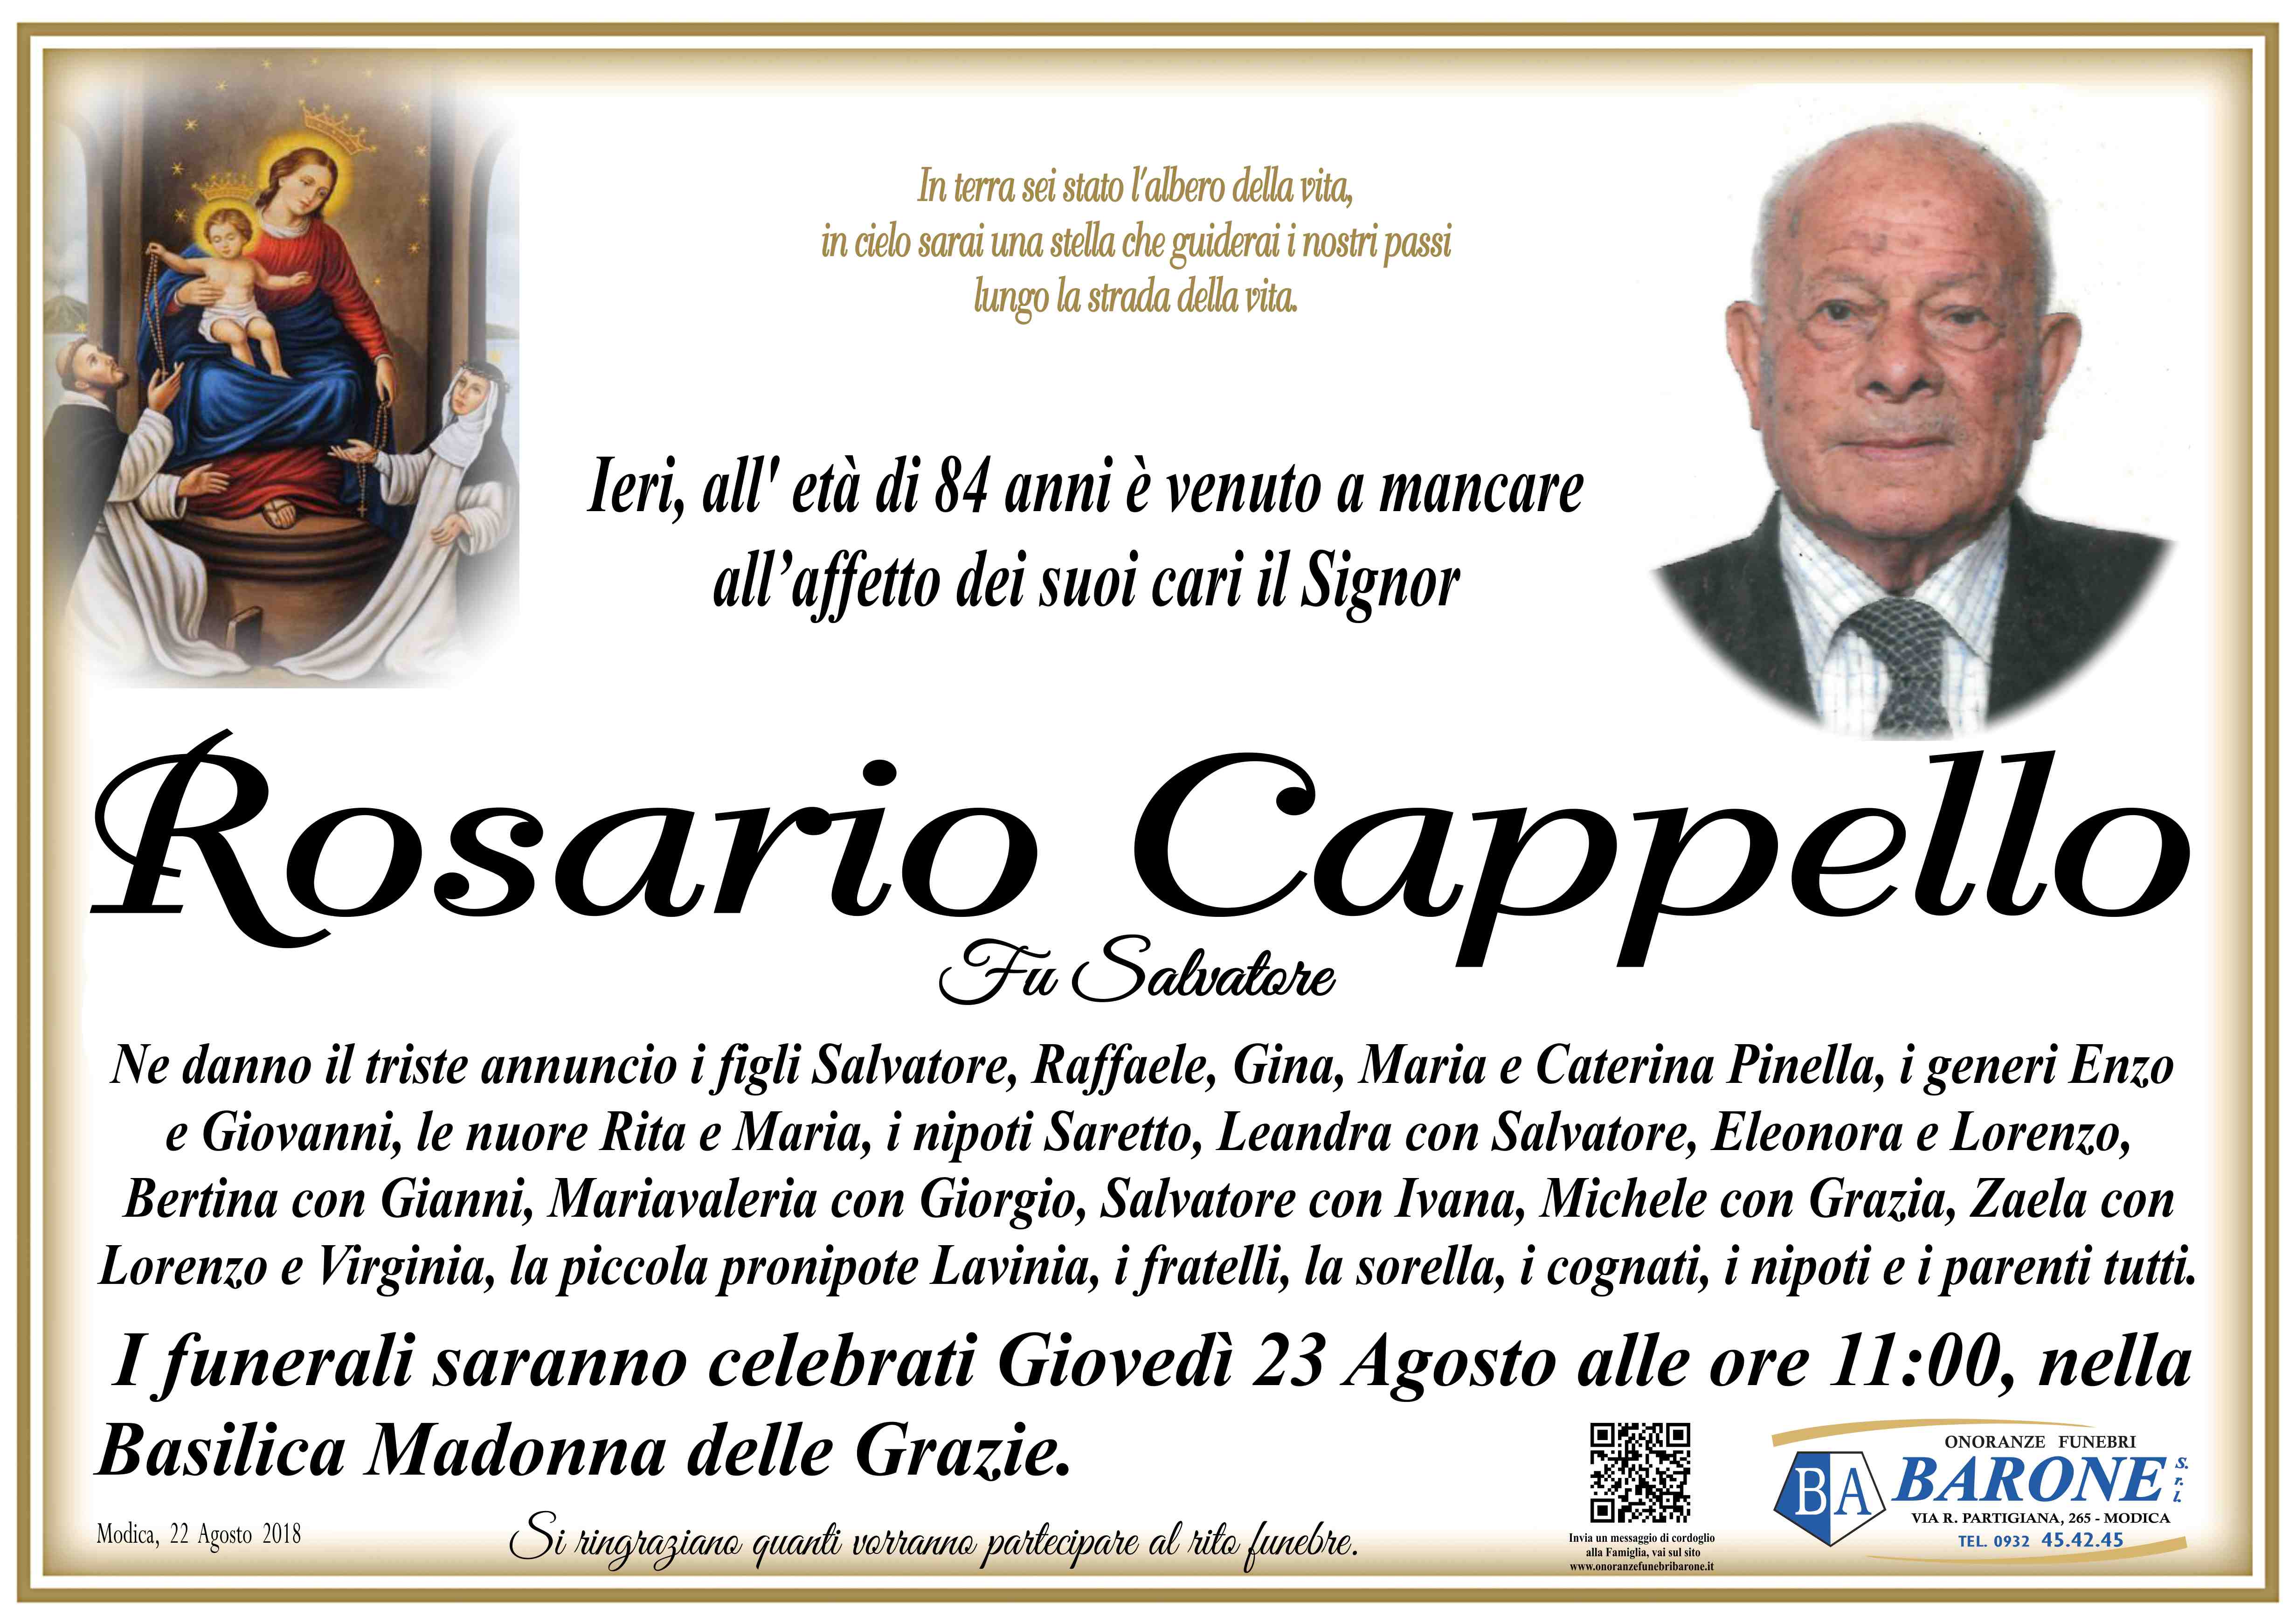 In terra sei stato l'albero della vita,
in cielo sarai una stella che guiderai i nostri passi
lungo la strada della vita.
Ieri, all' età di 84 anni è venuto a mancare
all’affetto dei suoi cari il Signor
Rosario Cappello
Fu Salvatore
Ne danno il triste annuncio i figli Salvatore, Raffaele, Gina, Maria e Caterina Pinella, i generi Enzo
e Giovanni, le nuore Rita e Maria, i nipoti Saretto, Leandra con Salvatore, Eleonora e Lorenzo,
Bertina con Gianni, Mariavaleria con Giorgio, Salvatore con Ivana, Michele con Grazia, Zaela con
Lorenzo e Virginia, la piccola pronipote Lavinia, i fratelli, la sorella, i cognati, i nipoti e i parenti tutti.
I funerali saranno celebrati Giovedì 23 Agosto alle ore 11:00, nella
Basilica Madonna delle Grazie.
Modica, 22 Agosto 2018
Si ringraziano quanti vorranno partecipare al rito funebre.
Invia un messaggio di cordoglio
alla Famiglia, vai sul sito
www.onoranzefunebribarone.it
ONORANZE FUNEBRI
BA BARONE s.r.l.
VIA R. PARTIGIANA, 265 - MODICA
TEL. 0932 45.42.45